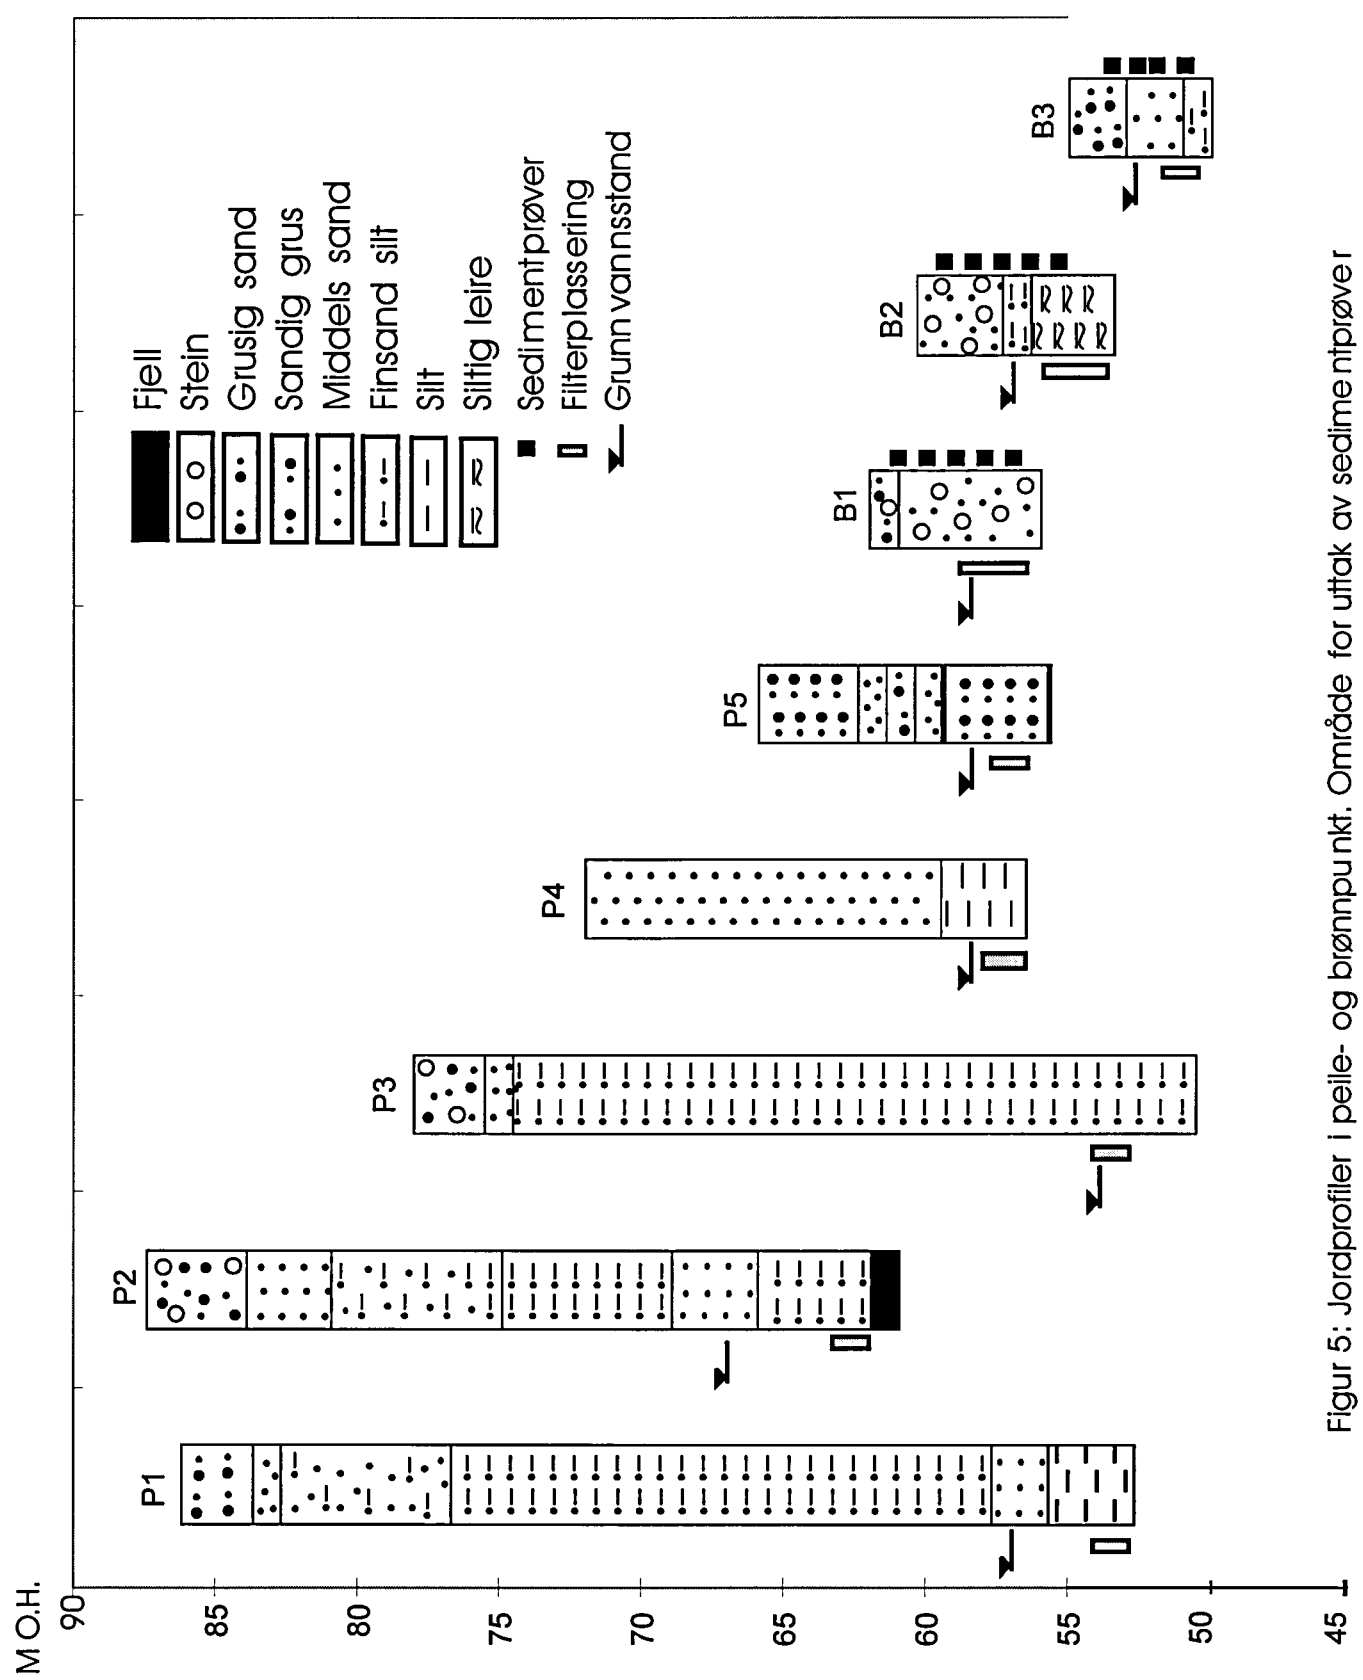 M O.H.
90
85
80
75
70
65
60
55
50
45
P1
P2
P3
P4
P5
B1
B2
B3
Fjell
Stein
Grusig sand
Sandig grus
Middels sand
Finsand silt
Silt
Siltig leire
Sedimentprøver
Filterplassering
Grunnvannsstand
Figur 5: Jordprofiler i peile- og brønnpunkt. Område for uttak av sedimentprøver